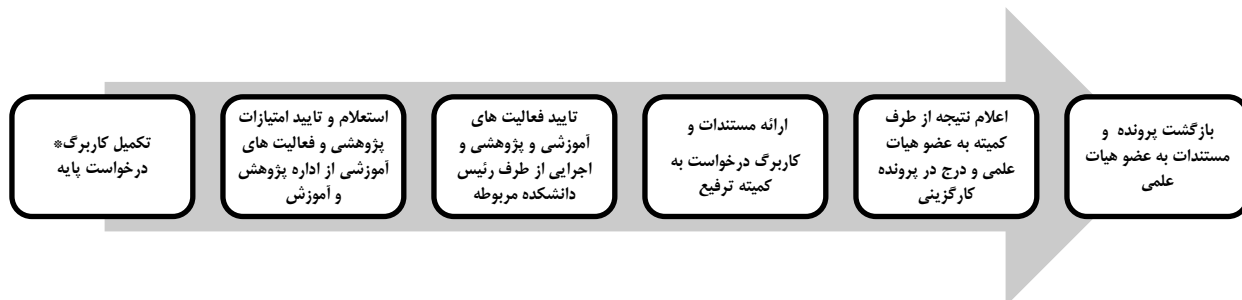 تکمیل کاربرگ*
درخواست پایه
استعلام و تایید امتیازات
پژوهشی و فعالیت های
آموزشی از اداره پژوهش
و آموزش
تایید فعالیت های
آموزشی و پژوهشی و
اجرایی از طرف رئیس
دانشکده مربوطه
ارائه مستندات و
کاربرگ درخواست به
کمیته ترفیع
اعلام نتیجه از طرف
کمیته به عضو هیات
علمی و درج در پرونده
کارگزینی
بازگشت پرونده و
مستندات به عضو هیات
علمی